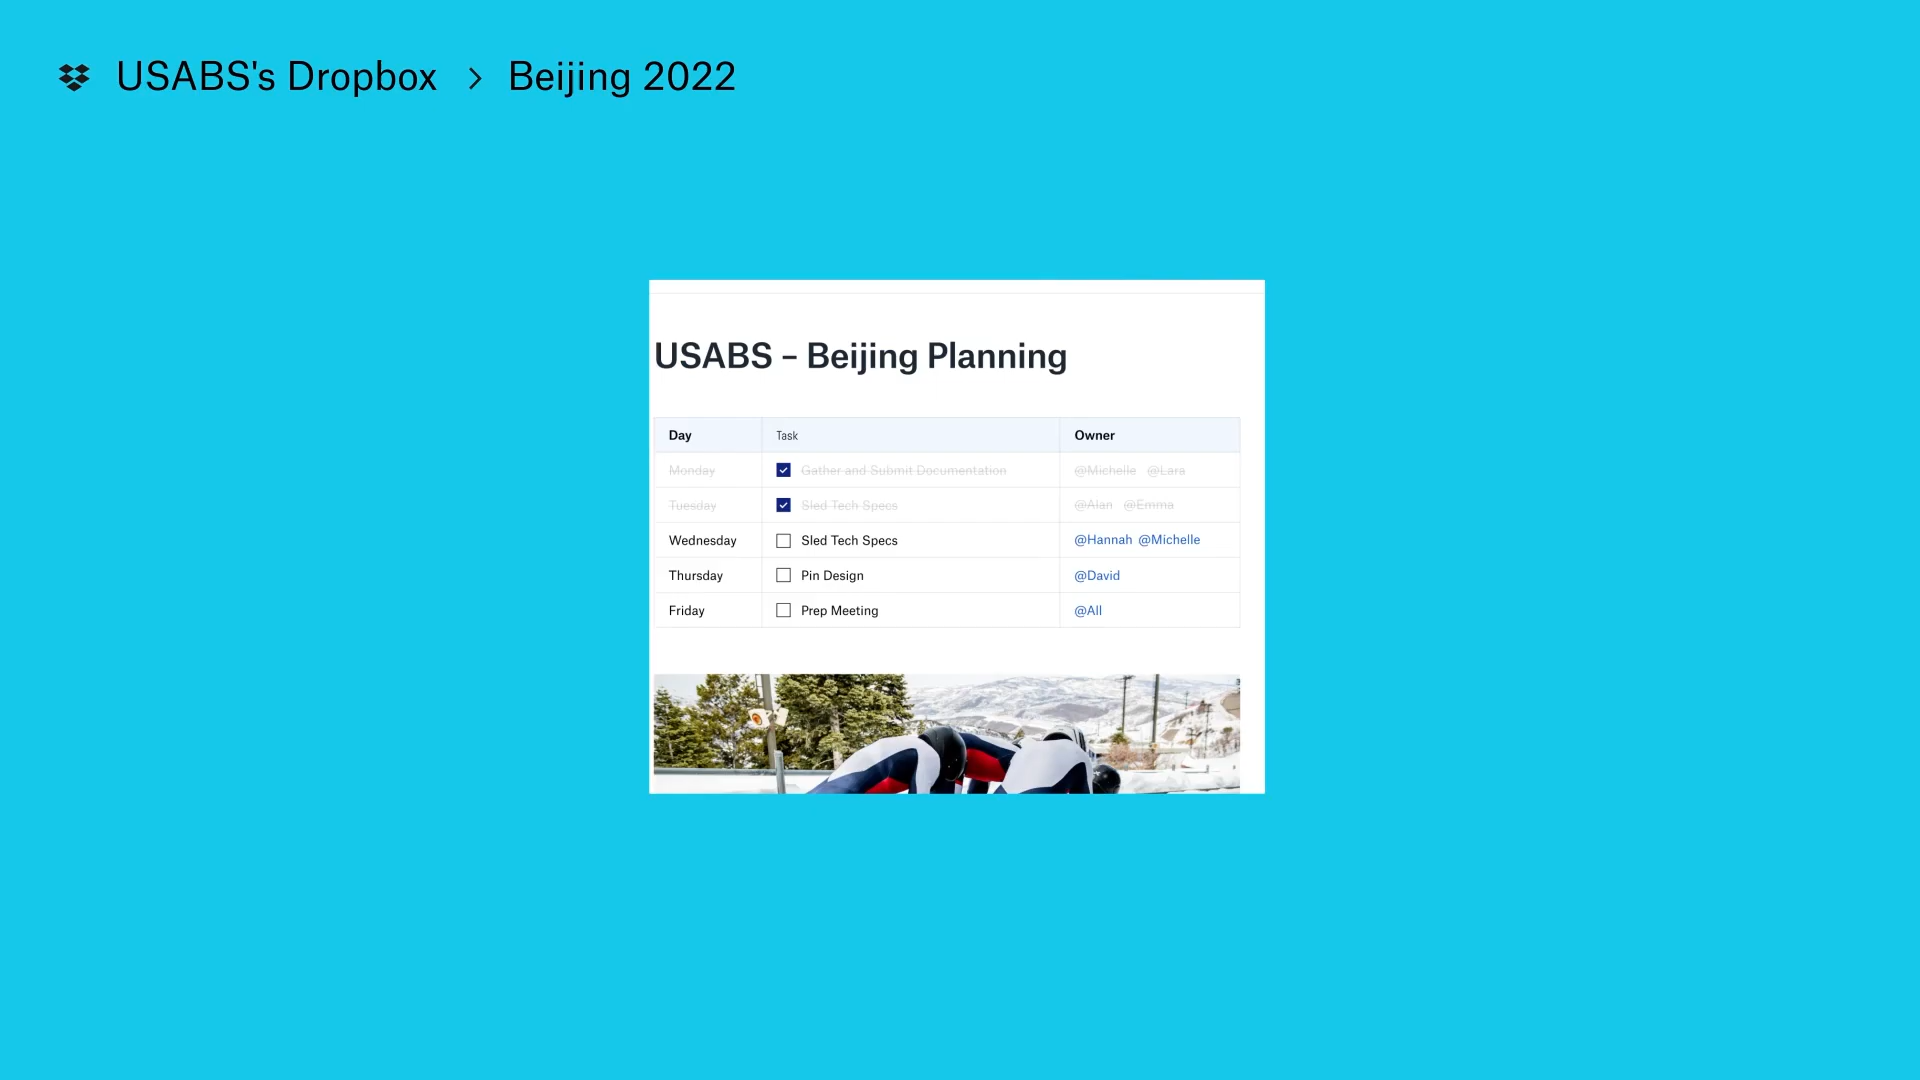 USABS's Dropbox > Beijing 2022
USABS – Beijing Planning
Day Task Owner
Monday Gather and Submit Documentation @Michelle @Lara
Tuesday Sled Tech Specs @Alan @Emma
Wednesday Sled Tech Specs @Hannah @Michelle
Thursday Pin Design @David
Friday Prep Meeting @All